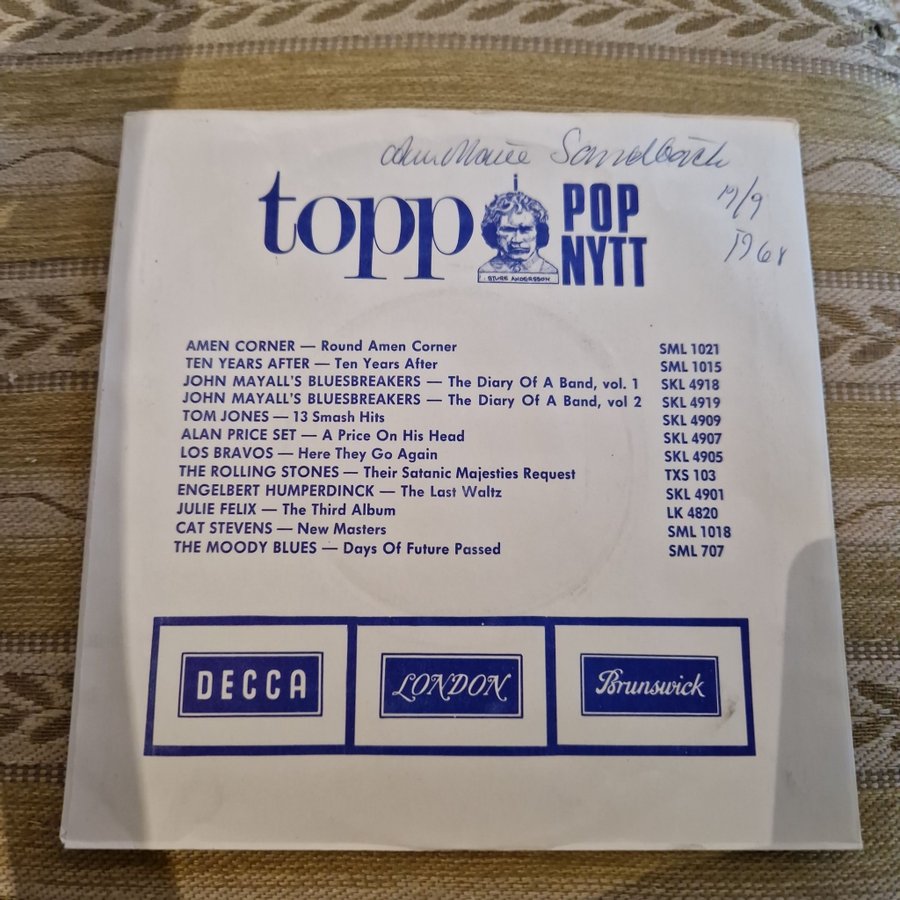 AnnMarie Sandbäck
topp i POP NYTT
STURE ANDERSSON
19/9
1968
AMEN CORNER — Round Amen Corner SML 1021
TEN YEARS AFTER — Ten Years After SML 1015
JOHN MAYALL'S BLUESBREAKERS — The Diary Of A Band, vol. 1 SKL 4918
JOHN MAYALL'S BLUESBREAKERS — The Diary Of A Band, vol 2 SKL 4919
TOM JONES — 13 Smash Hits SKL 4909
ALAN PRICE SET — A Price On His Head SKL 4907
LOS BRAVOS — Here They Go Again SKL 4905
THE ROLLING STONES — Their Satanic Majesties Request TXS 103
ENGELBERT HUMPERDINCK — The Last Waltz SKL 4901
JULIE FELIX — The Third Album LK 4820
CAT STEVENS — New Masters SML 1018
THE MOODY BLUES — Days Of Future Passed SML 707
DECCA LONDON Brunswick